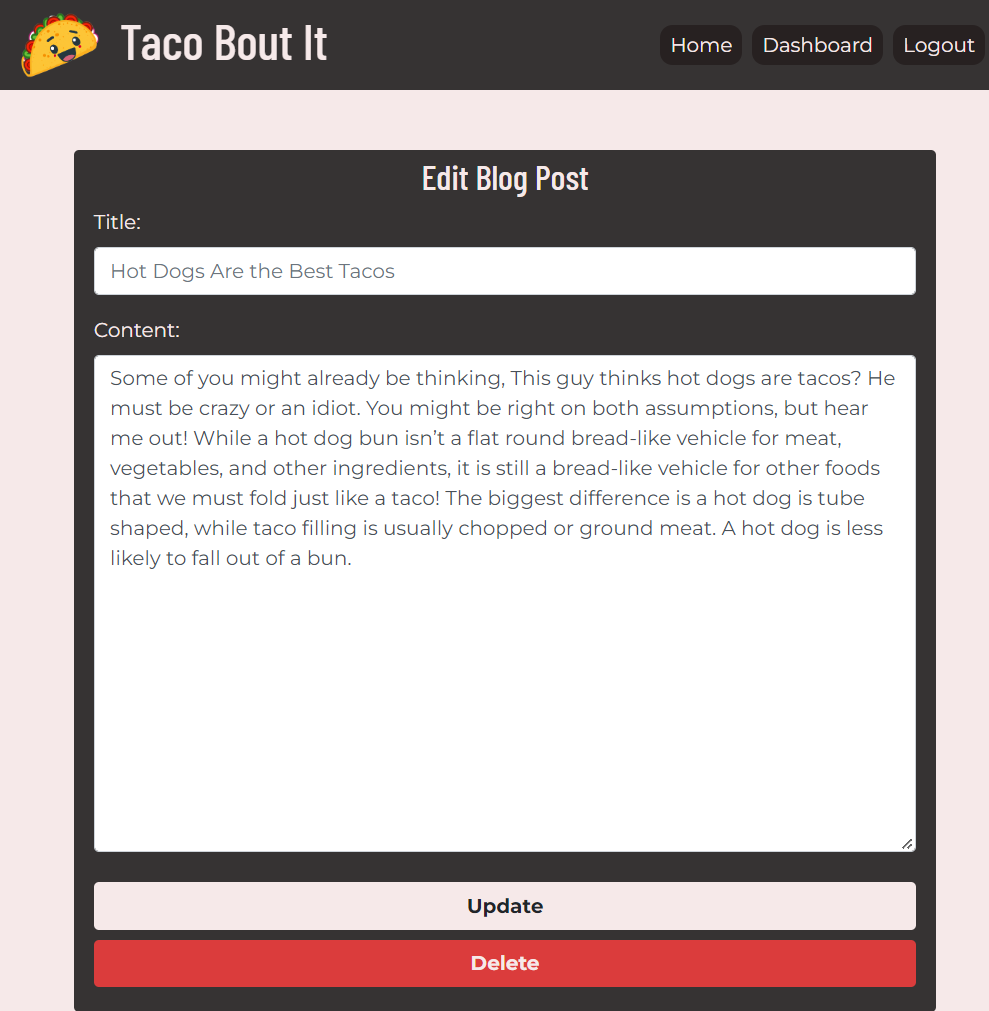 Taco Bout It
Home
Dashboard
Logout
Edit Blog Post
Title:
Hot Dogs Are the Best Tacos
Content:
Some of you might already be thinking, This guy thinks hot dogs are tacos? He
must be crazy or an idiot. You might be right on both assumptions, but hear
me out! While a hot dog bun isn’t a flat round bread-like vehicle for meat,
vegetables, and other ingredients, it is still a bread-like vehicle for other foods
that we must fold just like a taco! The biggest difference is a hot dog is tube
shaped, while taco filling is usually chopped or ground meat. A hot dog is less
likely to fall out of a bun.
Update
Delete